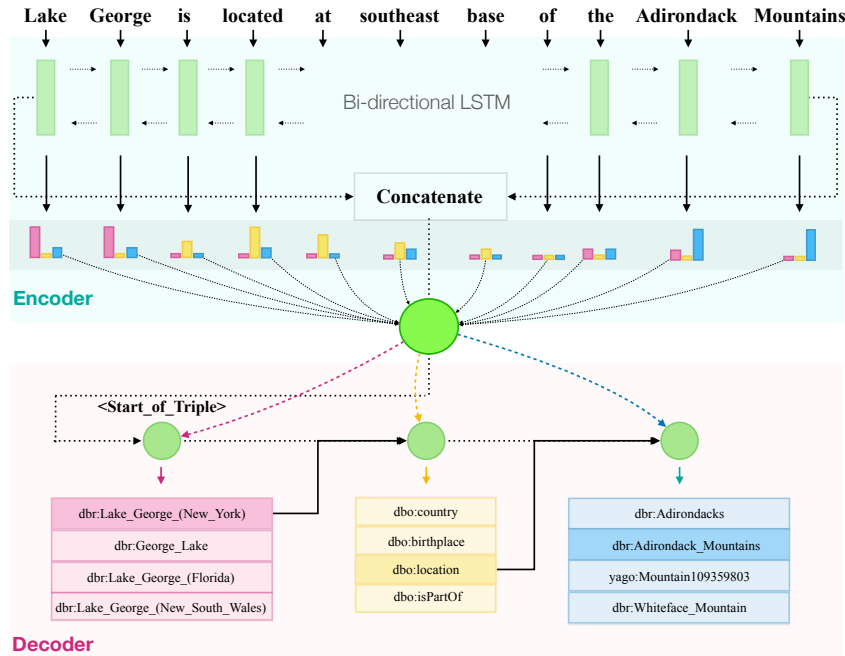 Lake George is located at southeast base of the Adirondack Mountains
Bi-directional LSTM
Concatenate
Encoder
<Start_of_Triple>
dbr:Lake_George_(New_York)
dbr:George_Lake
dbr:Lake_George_(Florida)
dbr:Lake_George_(New_South_Wales)
dbo:country
dbo:birthplace
dbo:location
dbo:isPartOf
dbr:Adirondacks
dbr:Adirondack_Mountains
yago:Mountain109359803
dbr:Whiteface_Mountain
Decoder